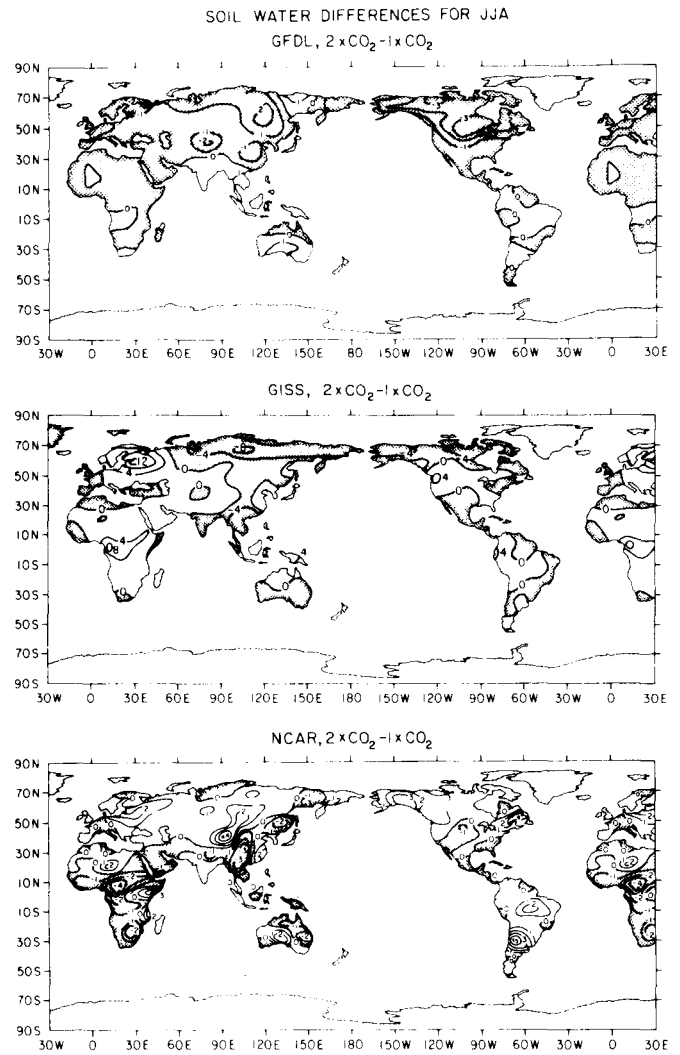 SOIL WATER DIFFERENCES FOR JJA
GFDL, 2 x CO2 - 1 x CO2
90N
70N
50N
30N
10N
10S
30S
50S
70S
90S
30W 0 30E 60E 90E 120E 150E 180 150W 120W 90W 60W 30W 0 30E
GISS, 2 x CO2 - 1 x CO2
90N
70N
50N
30N
10N
10S
30S
50S
70S
90S
30W 0 30E 60E 90E 120E 150E 180 150W 120W 90W 60W 30W 0 30E
NCAR, 2 x CO2 - 1 x CO2
90N
70N
50N
30N
10N
10S
30S
50S
70S
90S
30W 0 30E 60E 90E 120E 150E 180 150W 120W 90W 60W 30W 0 30E